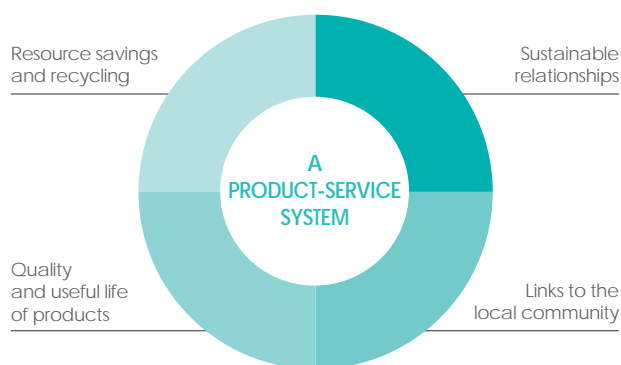 Resource savings
and recycling
Sustainable
relationships
A
PRODUCT-SERVICE
SYSTEM
Quality
and useful life
of products
Links to the
local community